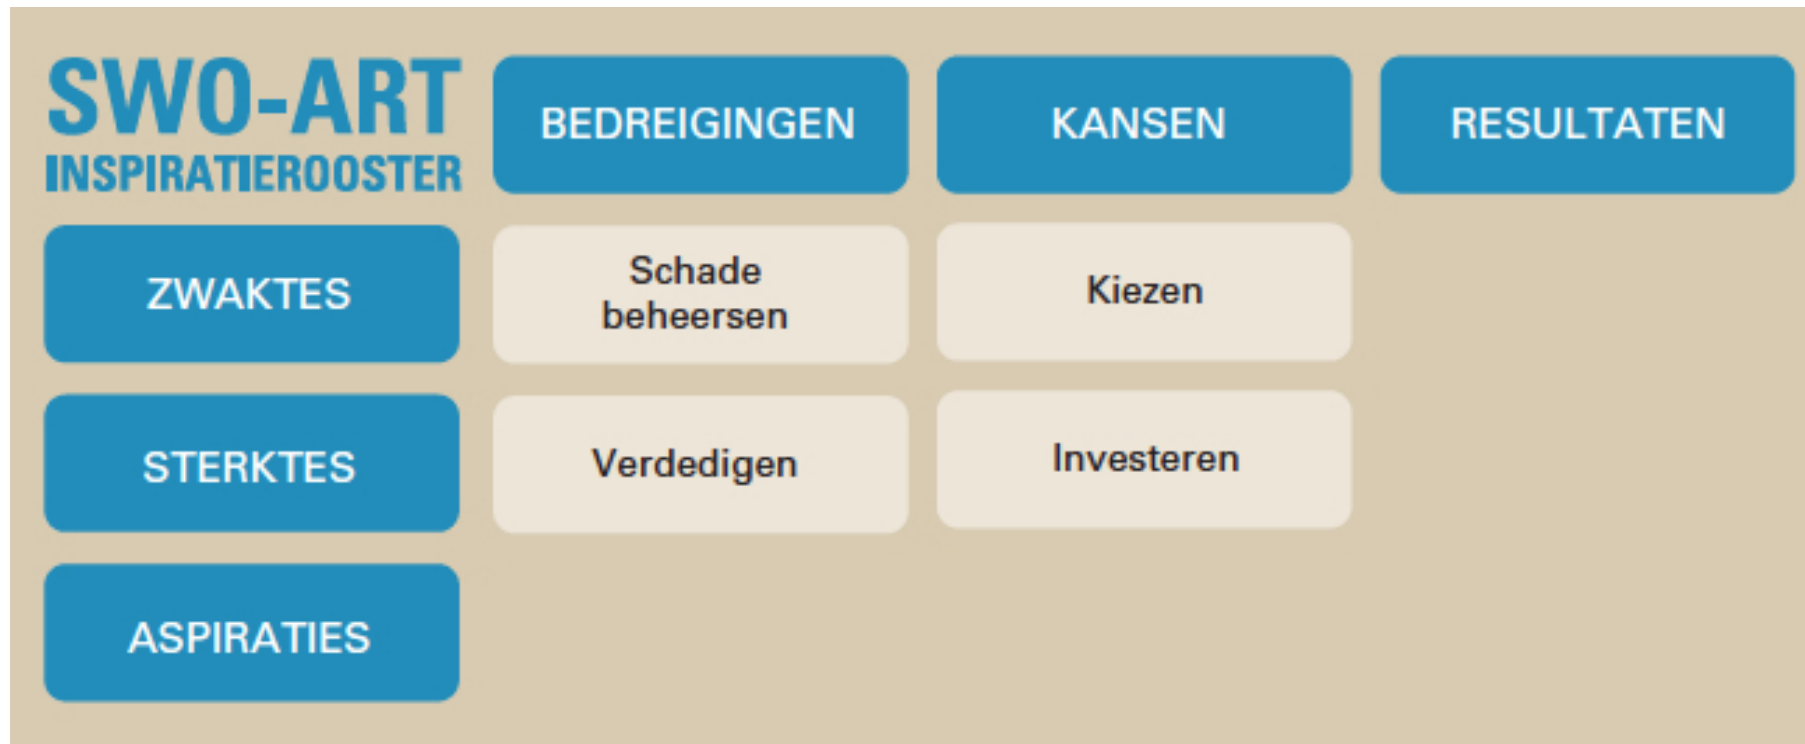 SWO-ART
INSPIRATIEROOSTER
BEDREIGINGEN
KANSEN
RESULTATEN
ZWAKTES
Schade
beheersen
Kiezen
STERKTES
Verdedigen
Investeren
ASPIRATIES